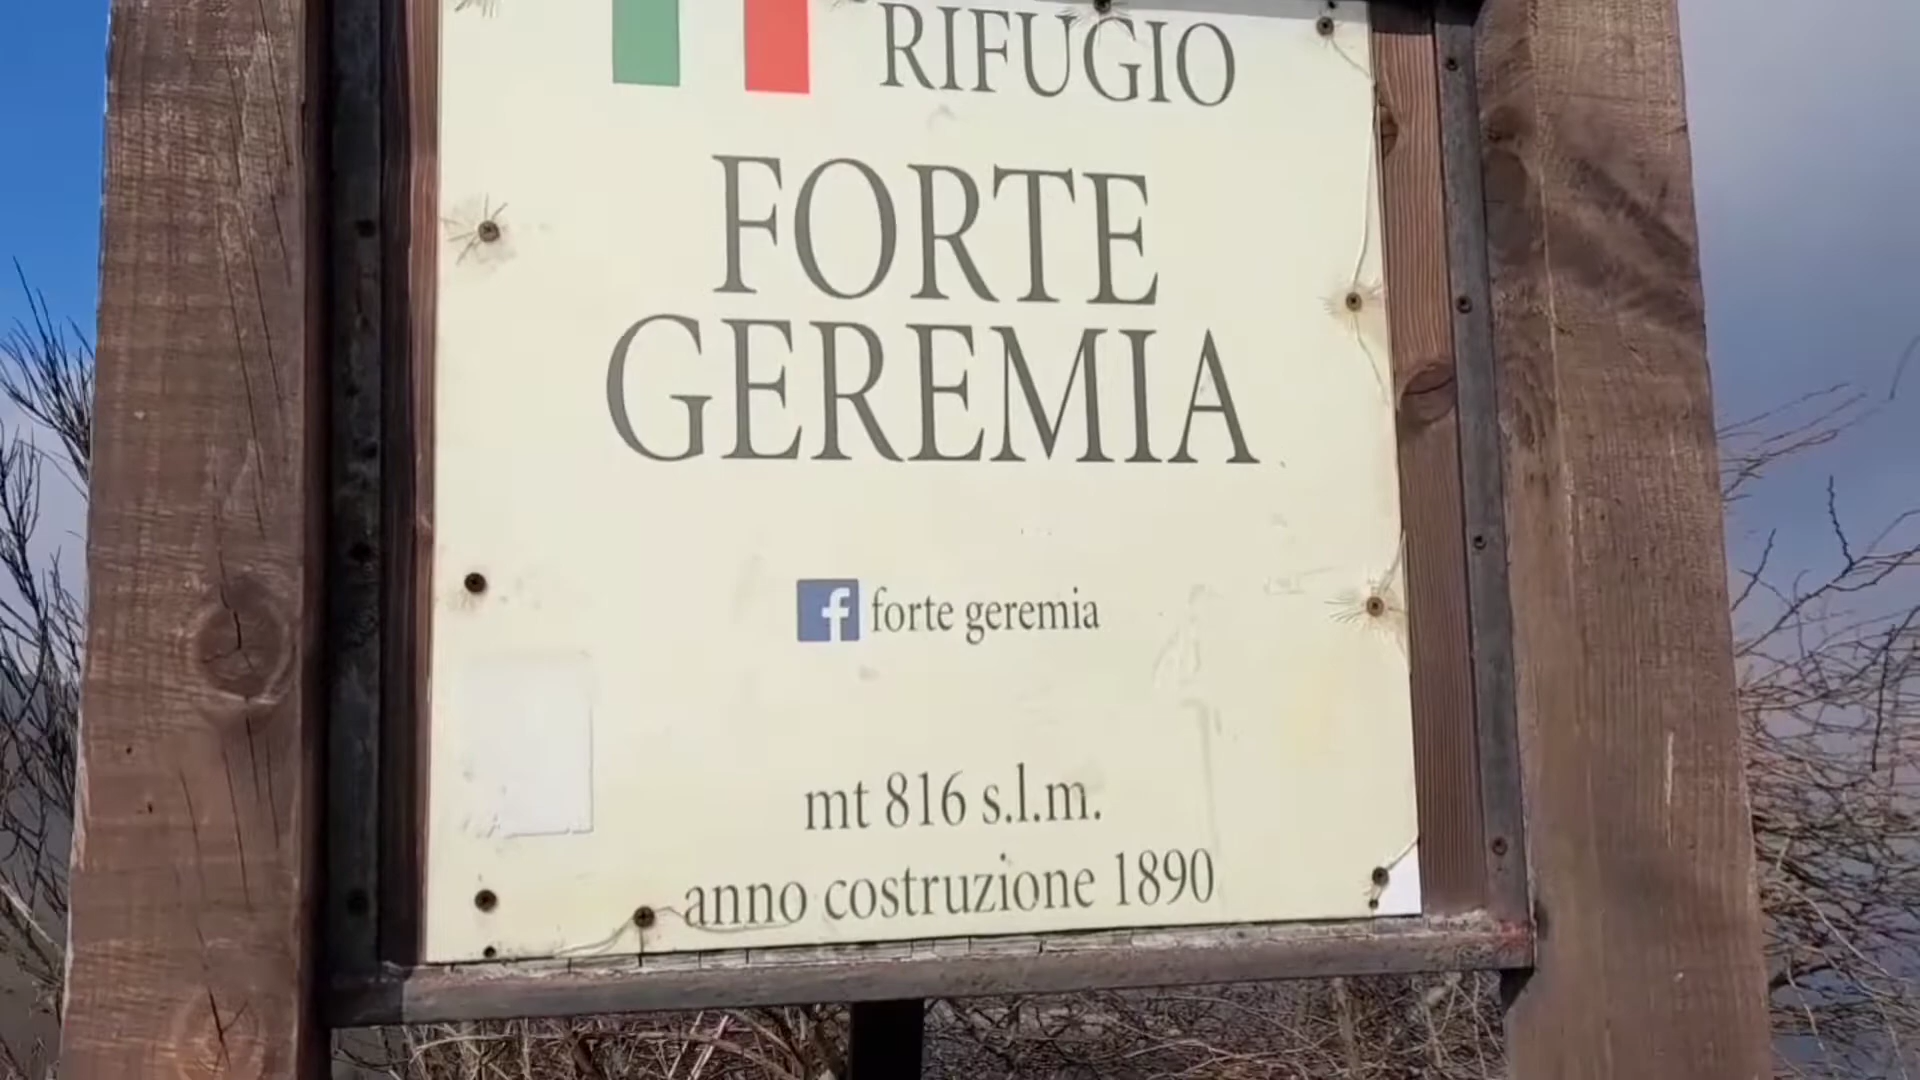 RIFUGIO
FORTE
GEREMIA
f forte geremia
mt 816 s.l.m.
anno costruzione 1890